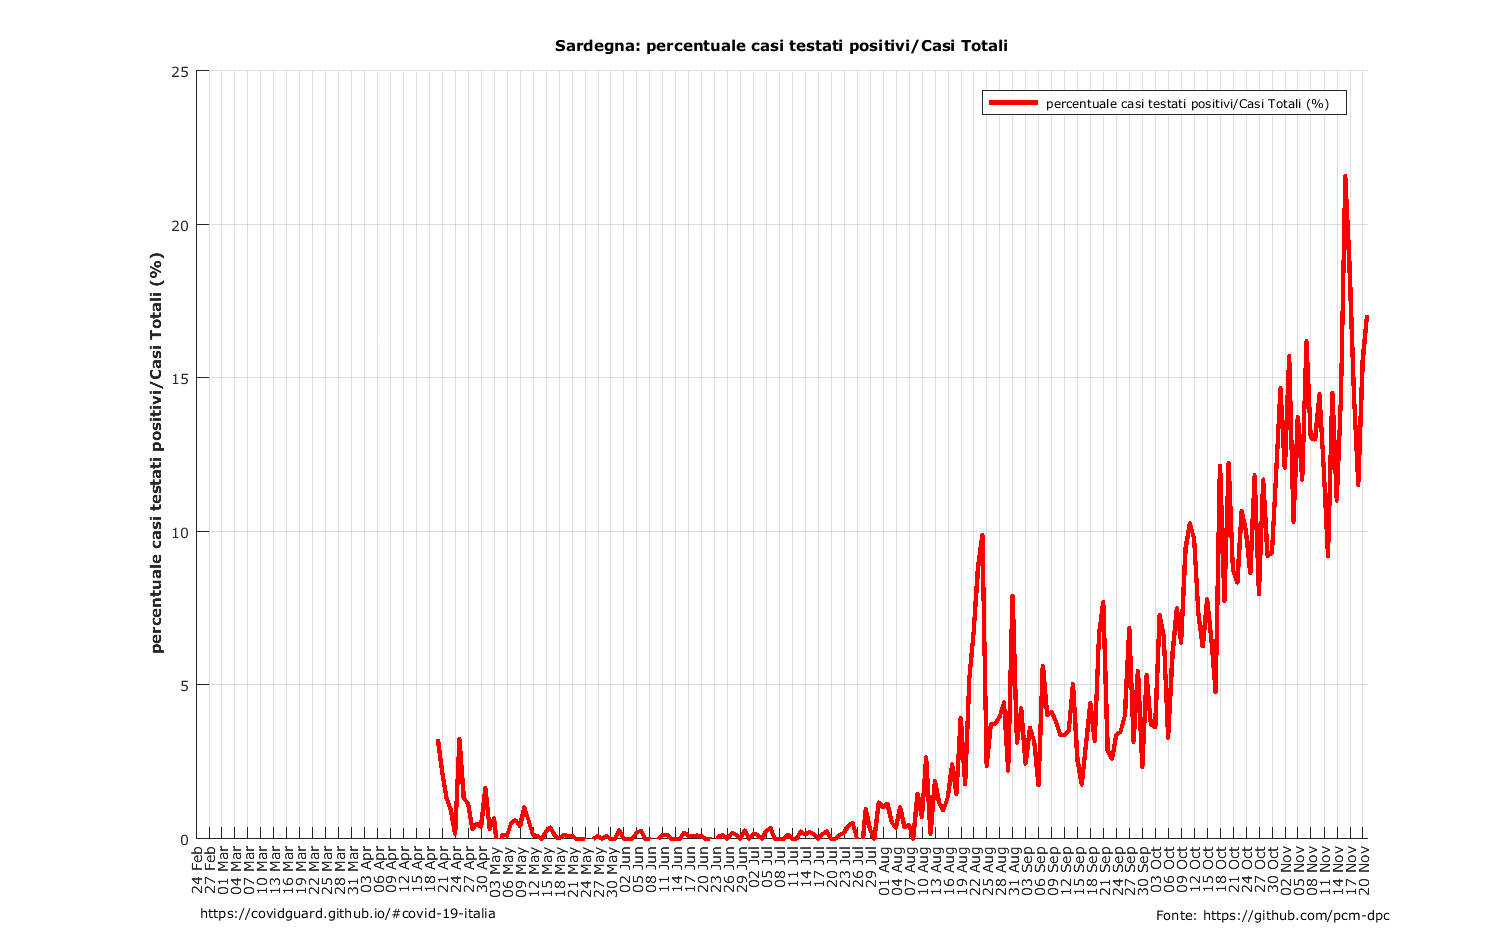 Sardegna: percentuale casi testati positivi/Casi Totali
percentuale casi testati positivi/Casi Totali (%)
percentuale casi testati positivi/Casi Totali (%)
25
20
15
10
5
0
24 Feb
27 Feb
01 Mar
04 Mar
07 Mar
10 Mar
13 Mar
16 Mar
19 Mar
22 Mar
25 Mar
28 Mar
31 Mar
03 Apr
06 Apr
09 Apr
12 Apr
15 Apr
18 Apr
21 Apr
24 Apr
27 Apr
30 Apr
03 May
06 May
09 May
12 May
15 May
18 May
21 May
24 May
27 May
30 May
02 Jun
05 Jun
08 Jun
11 Jun
14 Jun
17 Jun
20 Jun
23 Jun
26 Jun
29 Jun
02 Jul
05 Jul
08 Jul
11 Jul
14 Jul
17 Jul
20 Jul
23 Jul
26 Jul
29 Jul
01 Aug
04 Aug
07 Aug
10 Aug
13 Aug
16 Aug
19 Aug
22 Aug
25 Aug
28 Aug
31 Aug
03 Sep
06 Sep
09 Sep
12 Sep
15 Sep
18 Sep
21 Sep
24 Sep
27 Sep
30 Sep
03 Oct
06 Oct
09 Oct
12 Oct
15 Oct
18 Oct
21 Oct
24 Oct
27 Oct
30 Oct
02 Nov
05 Nov
08 Nov
11 Nov
14 Nov
17 Nov
20 Nov
https://covidguard.github.io/#covid-19-italia
Fonte: https://github.com/pcm-dpc